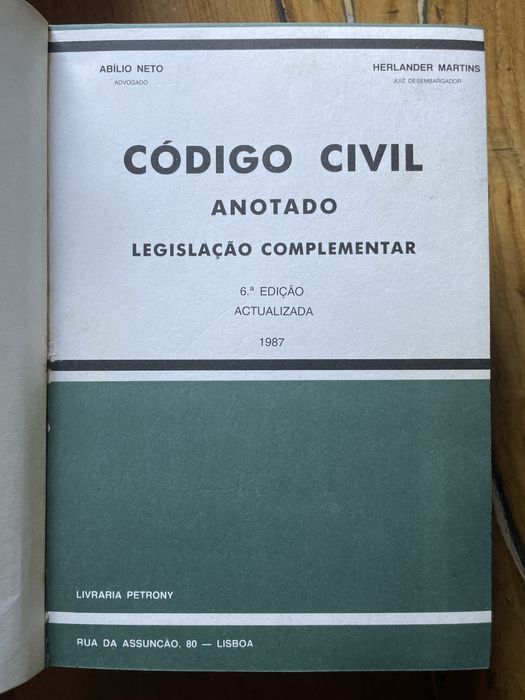 ABÍLIO NETO
ADVOGADO
HERLANDER MARTINS
JUIZ DESEMBARGADOR
CÓDIGO CIVIL
ANOTADO
LEGISLAÇÃO COMPLEMENTAR
6.ª EDIÇÃO
ACTUALIZADA
1987
LIVRARIA PETRONY
RUA DA ASSUNÇÃO, 80 — LISBOA